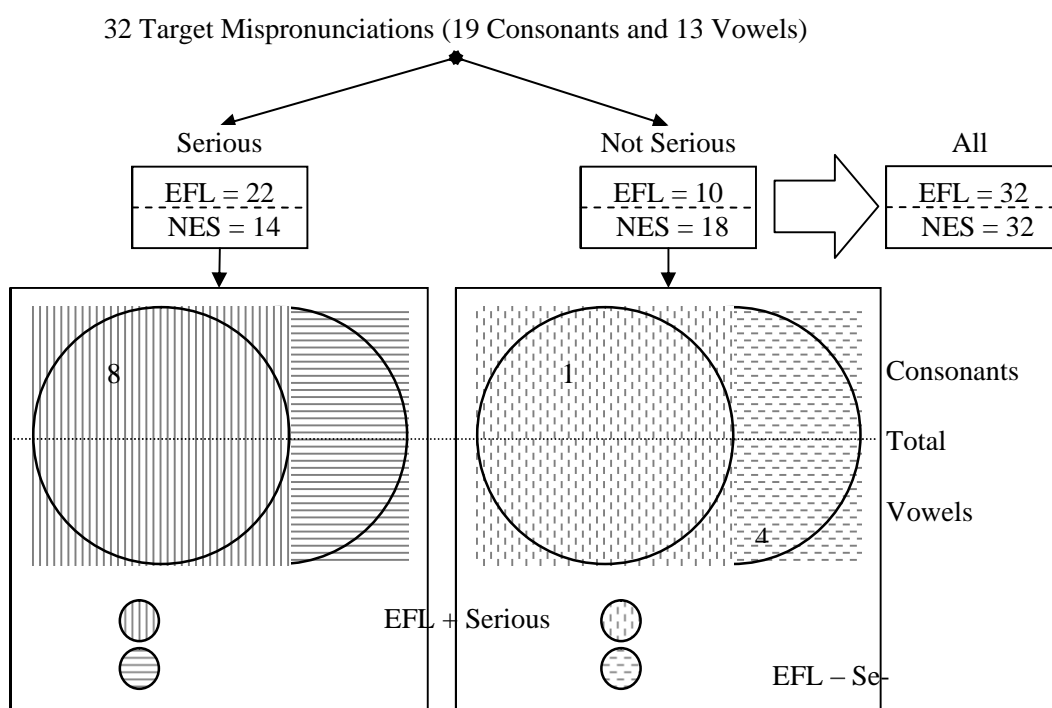 32 Target Mispronunciations (19 Consonants and 13 Vowels)
Serious
Not Serious
All
EFL = 22
NES = 14
EFL = 10
NES = 18
EFL = 32
NES = 32
8
1
Consonants
Total
Vowels
4
EFL + Serious
EFL – Se-